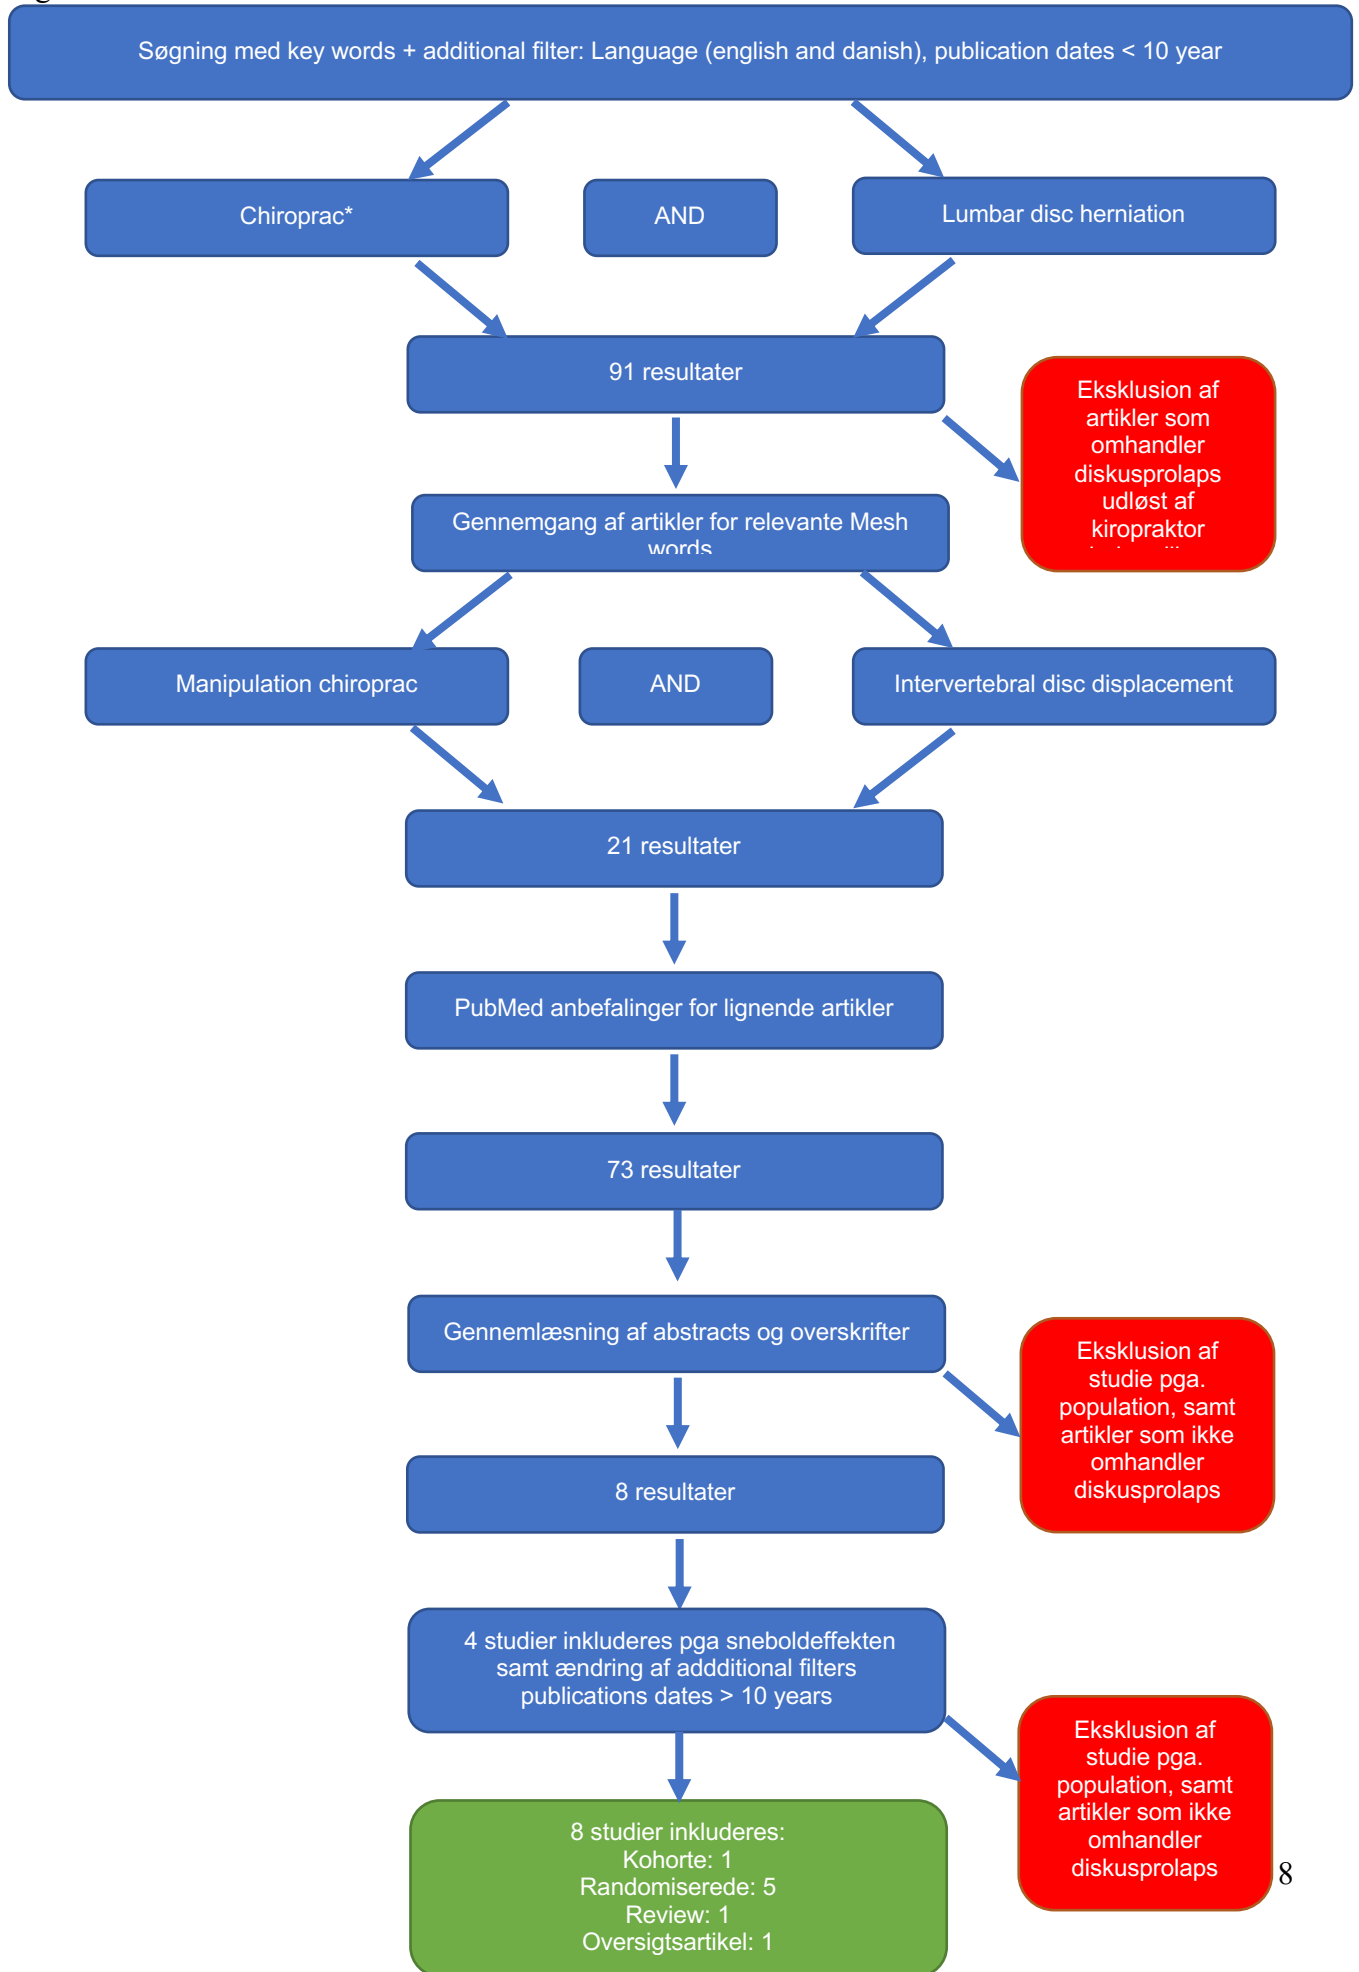 Søgning med key words + additional filter: Language (english and danish), publication dates < 10 year
Chiroprac*
AND
Lumbar disc herniation
91 resultater
Eksklusion af
artikler som
omhandler
diskusprolaps
udløst af
kiropraktor
Gennemgang af artikler for relevante Mesh
words
Manipulation chiroprac
AND
Intervertebral disc displacement
21 resultater
PubMed anbefalinger for lignende artikler
73 resultater
Gennemlæsning af abstracts og overskrifter
Eksklusion af
studie pga.
population, samt
artikler som ikke
omhandler
diskusprolaps
8 resultater
4 studier inkluderes pga sneboldeffekten
samt ændring af addditional filters
publications dates > 10 years
Eksklusion af
studie pga.
population, samt
artikler som ikke
omhandler
diskusprolaps
8 studier inkluderes:
Kohorte: 1
Randomiserede: 5
Review: 1
Oversigtsartikel: 1
8